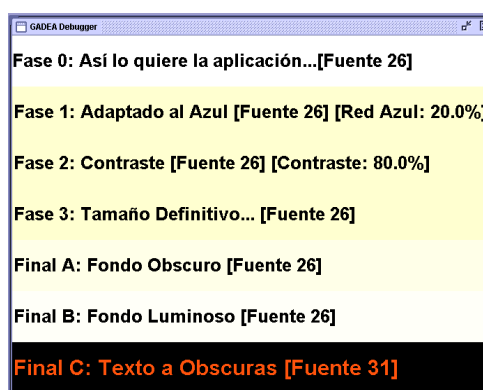 GADEA Debugger
Fase 0: Así lo quiere la aplicación...[Fuente 26]
Fase 1: Adaptado al Azul [Fuente 26] [Red Azul: 20.0%]
Fase 2: Contraste [Fuente 26] [Contraste: 80.0%]
Fase 3: Tamaño Definitivo... [Fuente 26]
Final A: Fondo Obscuro [Fuente 26]
Final B: Fondo Luminoso [Fuente 26]
Final C: Texto a Obscuras [Fuente 31]